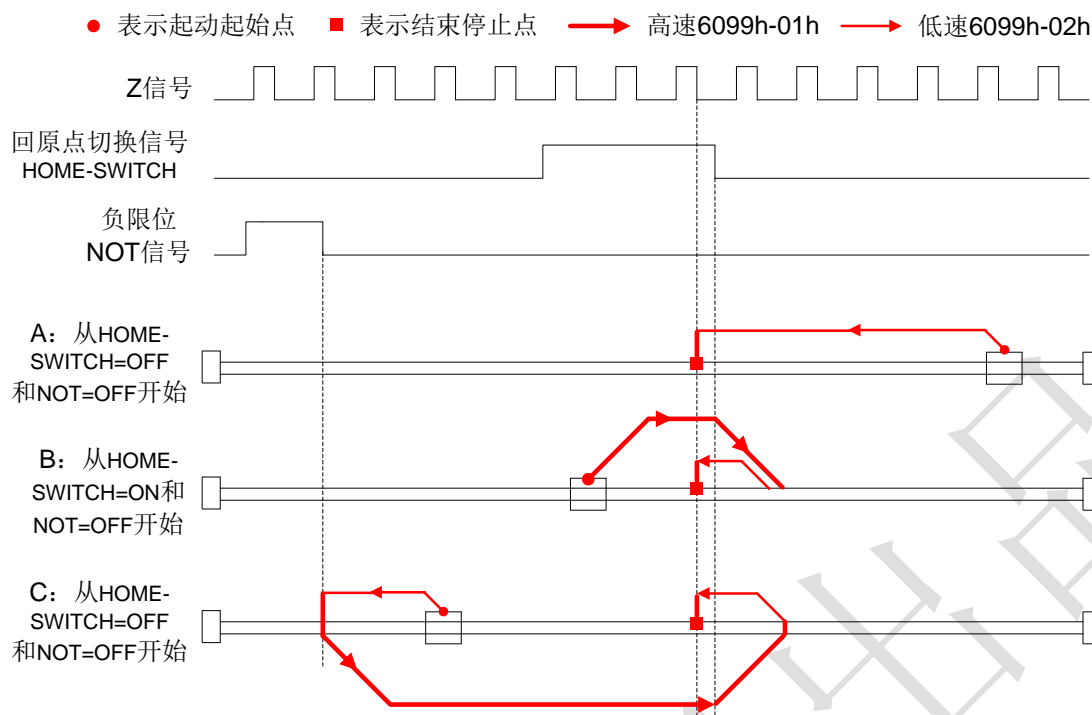 表示起动起始点 表示结束停止点 高速6099h-01h 低速6099h-02h
Z信号
回原点切换信号
HOME-SWITCH
负限位
NOT信号
A：从HOME-
SWITCH=OFF
和NOT=OFF开始
B：从HOME-
SWITCH=ON和
NOT=OFF开始
C：从HOME-
SWITCH=OFF
和NOT=OFF开始